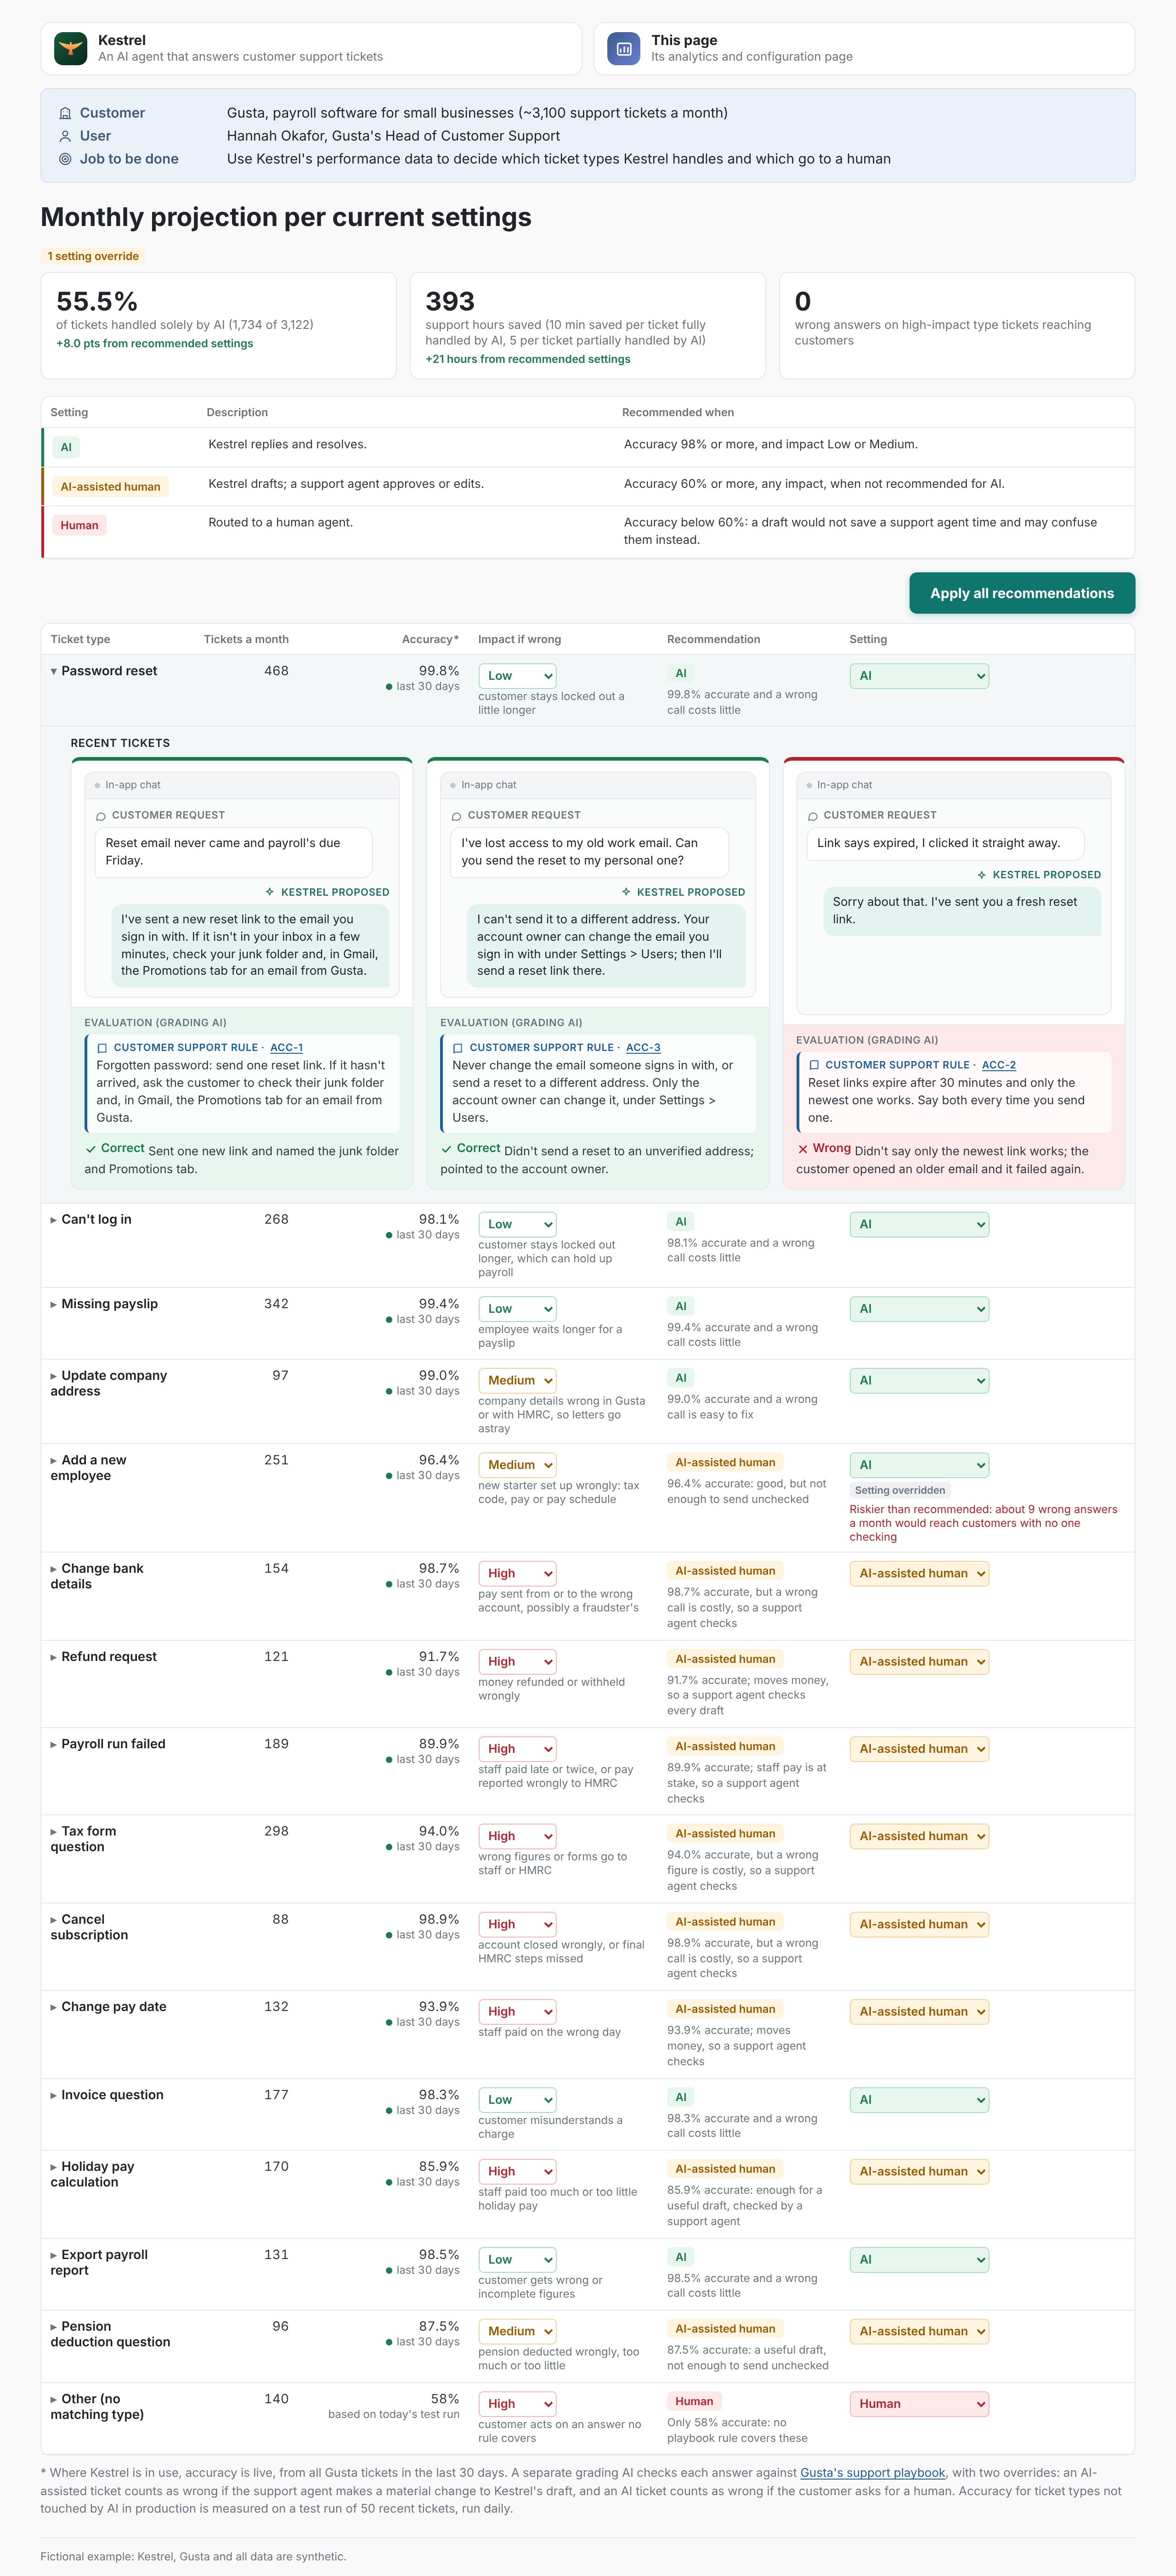 Kestrel
An AI agent that answers customer support tickets
This page
Its analytics and configuration page
Customer
Gusta, payroll software for small businesses (~3,100 support tickets a month)
User
Hannah Okafor, Gusta's Head of Customer Support
Job to be done
Use Kestrel's performance data to decide which ticket types Kestrel handles and which go to a human
Monthly projection per current settings
1 setting override
55.5%
of tickets handled solely by AI (1,734 of 3,122)
+8.0 pts from recommended settings
393
support hours saved (10 min saved per ticket fully
handled by AI, 5 per ticket partially handled by AI)
+21 hours from recommended settings
0
wrong answers on high-impact type tickets reaching
customers
Setting Description Recommended when
AI Kestrel replies and resolves. Accuracy 98% or more, and impact Low or Medium.
AI-assisted human Kestrel drafts; a support agent approves or edits. Accuracy 60% or more, any impact, when not recommended for AI.
Human Routed to a human agent. Accuracy below 60%: a draft would not save a support agent time and may confuse
them instead.
Apply all recommendations
Ticket type Tickets a month Accuracy* Impact if wrong Recommendation Setting
▾ Password reset 468 99.8% Low AI AI
last 30 days
customer stays locked out a
little longer
99.8% accurate and a wrong
call costs little
RECENT TICKETS
In-app chat
CUSTOMER REQUEST
Reset email never came and payroll's due
Friday.
KESTREL PROPOSED
I've sent a new reset link to the email you
sign in with. If it isn't in your inbox in a few
minutes, check your junk folder and, in Gmail,
the Promotions tab for an email from Gusta.
EVALUATION (GRADING AI)
CUSTOMER SUPPORT RULE · ACC-1
Forgotten password: send one reset link. If it hasn't
arrived, ask the customer to check their junk folder
and, in Gmail, the Promotions tab for an email from
Gusta.
Correct Sent one new link and named the junk folder
and Promotions tab.
In-app chat
CUSTOMER REQUEST
I've lost access to my old work email. Can
you send the reset to my personal one?
KESTREL PROPOSED
I can't send it to a different address. Your
account owner can change the email you
sign in with under Settings > Users; then I'll
send a reset link there.
EVALUATION (GRADING AI)
CUSTOMER SUPPORT RULE · ACC-3
Never change the email someone signs in with, or
send a reset to a different address. Only the
account owner can change it, under Settings >
Users.
Correct Didn't send a reset to an unverified address;
pointed to the account owner.
In-app chat
CUSTOMER REQUEST
Link says expired, I clicked it straight away.
KESTREL PROPOSED
Sorry about that. I've sent you a fresh reset
link.
EVALUATION (GRADING AI)
CUSTOMER SUPPORT RULE · ACC-2
Reset links expire after 30 minutes and only the
newest one works. Say both every time you send
one.
Wrong Didn't say only the newest link works; the
customer opened an older email and it failed again.
▸ Can't log in 268 98.1% Low AI AI
last 30 days
customer stays locked out
longer, which can hold up
payroll
98.1% accurate and a wrong
call costs little
▸ Missing payslip 342 99.4% Low AI AI
last 30 days
employee waits longer for a
payslip
99.4% accurate and a wrong
call costs little
▸ Update company
address
97 99.0% Medium AI AI
last 30 days
company details wrong in Gusta
or with HMRC, so letters go
astray
99.0% accurate and a wrong
call is easy to fix
▸ Add a new
employee
251 96.4% Medium AI-assisted human AI
last 30 days
new starter set up wrongly: tax
code, pay or pay schedule
96.4% accurate: good, but not
enough to send unchecked
Setting overridden
Riskier than recommended: about 9 wrong answers
a month would reach customers with no one
checking
▸ Change bank
details
154 98.7% High AI-assisted human AI-assisted human
last 30 days
pay sent from or to the wrong
account, possibly a fraudster's
98.7% accurate, but a wrong
call is costly, so a support
agent checks
▸ Refund request 121 91.7% High AI-assisted human AI-assisted human
last 30 days
money refunded or withheld
wrongly
91.7% accurate; moves money,
so a support agent checks
every draft
▸ Payroll run failed 189 89.9% High AI-assisted human AI-assisted human
last 30 days
staff paid late or twice, or pay
reported wrongly to HMRC
89.9% accurate; staff pay is at
stake, so a support agent
checks
▸ Tax form
question
298 94.0% High AI-assisted human AI-assisted human
last 30 days
wrong figures or forms go to
staff or HMRC
94.0% accurate, but a wrong
figure is costly, so a support
agent checks
▸ Cancel
subscription
88 98.9% High AI-assisted human AI-assisted human
last 30 days
account closed wrongly, or final
HMRC steps missed
98.9% accurate, but a wrong
call is costly, so a support
agent checks
▸ Change pay date 132 93.9% High AI-assisted human AI-assisted human
last 30 days
staff paid on the wrong day
93.9% accurate; moves
money, so a support agent
checks
▸ Invoice question 177 98.3% Low AI AI
last 30 days
customer misunderstands a
charge
98.3% accurate and a wrong
call costs little
▸ Holiday pay
calculation
170 85.9% High AI-assisted human AI-assisted human
last 30 days
staff paid too much or too little
holiday pay
85.9% accurate: enough for a
useful draft, checked by a
support agent
▸ Export payroll
report
131 98.5% Low AI AI
last 30 days
customer gets wrong or
incomplete figures
98.5% accurate and a wrong
call costs little
▸ Pension
deduction question
96 87.5% Medium AI-assisted human AI-assisted human
last 30 days
pension deducted wrongly, too
much or too little
87.5% accurate: a useful draft,
not enough to send unchecked
▸ Other (no
matching type)
140 58% High Human Human
based on today's test run
customer acts on an answer no
rule covers
Only 58% accurate: no
playbook rule covers these
* Where Kestrel is in use, accuracy is live, from all Gusta tickets in the last 30 days. A separate grading AI checks each answer against Gusta's support playbook, with two overrides: an AI-
assisted ticket counts as wrong if the support agent makes a material change to Kestrel's draft, and an AI ticket counts as wrong if the customer asks for a human. Accuracy for ticket types not
touched by AI in production is measured on a test run of 50 recent tickets, run daily.
Fictional example: Kestrel, Gusta and all data are synthetic.